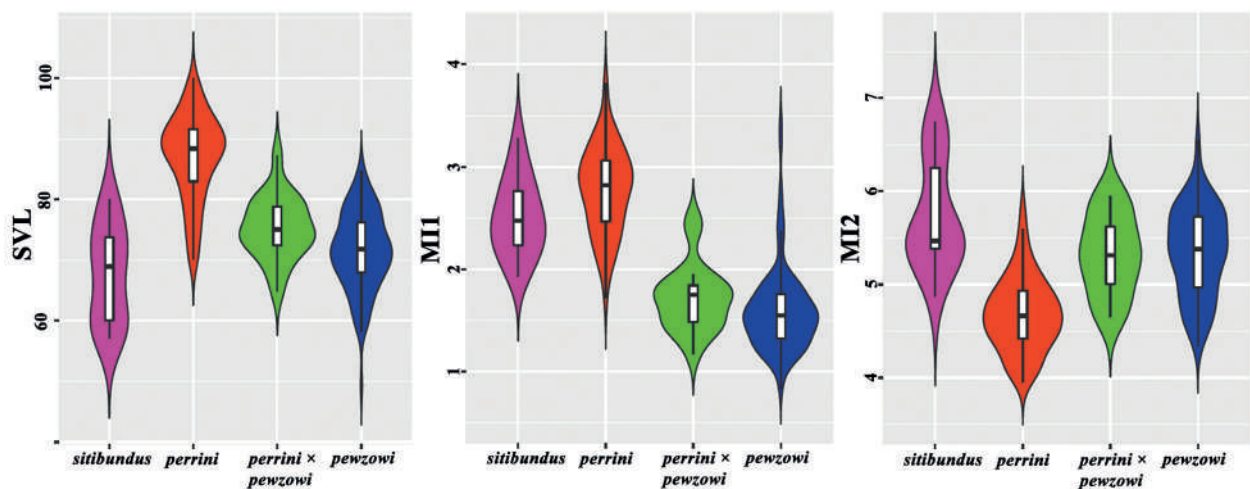 SVL
100
80
60
sitibundus perrini perrini × pewzowi
pewzowi
MI1
4
3
2
1
sitibundus perrini perrini × pewzowi
pewzowi
MI2
7
6
5
4
sitibundus perrini perrini × pewzowi
pewzowi